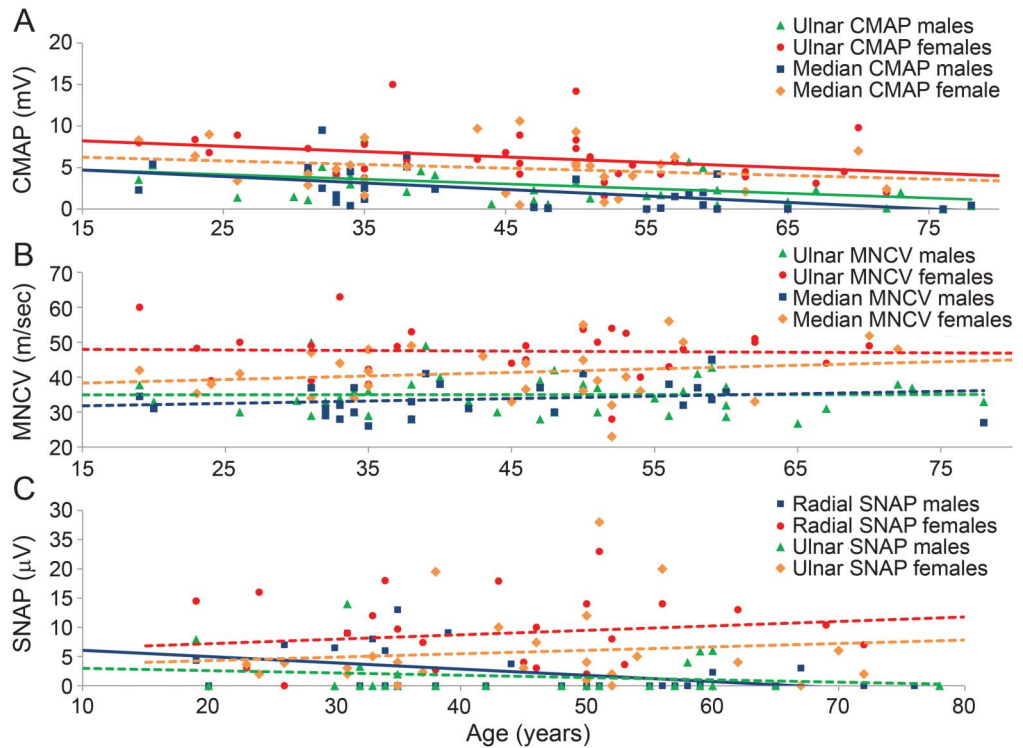 A
Ulnar CMAP males
Ulnar CMAP females
Median CMAP males
Median CMAP female
CMAP (mV)
20
15
10
5
0
15 25 35 45 55 65 75
B
Ulnar MNCV males
Ulnar MNCV females
Median MNCV males
Median MNCV females
MNCV (m/sec)
70
60
50
40
30
20
15 25 35 45 55 65 75
C
Radial SNAP males
Radial SNAP females
Ulnar SNAP males
Ulnar SNAP females
SNAP (μV)
30
25
20
15
10
5
0
10 20 30 40 50 60 70 80
Age (years)